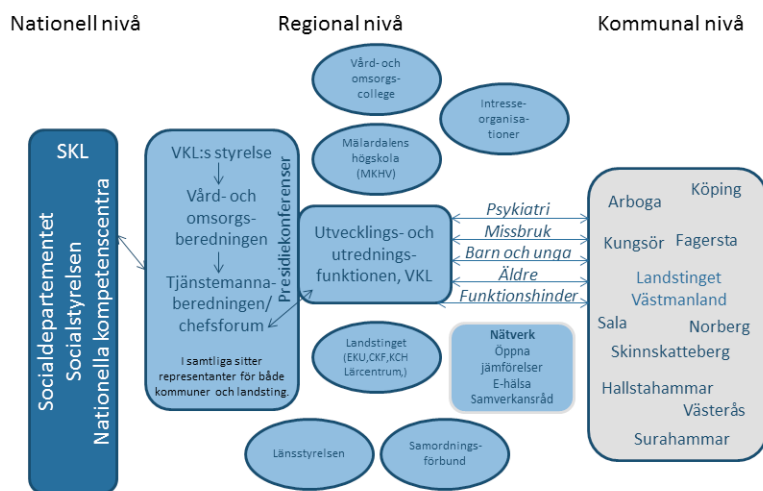 Nationell nivå
Regional nivå
Kommunal nivå
SKL
Socialdepartementet
Socialstyrelsen
Nationella kompetenscentra
VKL:s styrelse
Vård- och
omsorgs-
beredningen
Tjänstemanna-
beredningen/
chefsforum
I samtliga sitter
representanter för både
kommuner och landsting.
Presidiekonferenser
Vård- och
omsorgs-
college
Intresse-
organisa-
tioner
Mälardalens
högskola
(MKHV)
Utvecklings- och
utrednings-
funktionen, VKL
Psykiatri
Missbruk
Barn och unga
Äldre
Funktionshinder
Landstinget
(EKU,CKF,KCH
Lärcentrum,)
Nätverk
Öppna
jämförelser
E-hälsa
Samverkansråd
Länsstyrelsen
Samordnings-
förbund
Köping
Arboga
Kungsör
Fagersta
Landstinget
Västmanland
Sala
Norberg
Skinnskatteberg
Hallstahammar
Västerås
Surahammar